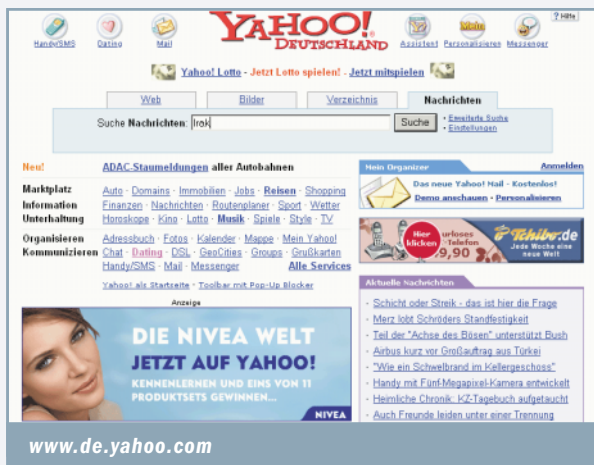 YAHOO!
DEUTSCHLAND
Handy/SMS Dating Mail Assistent Personalisieren Messenger
? Hilfe
Yahoo! Lotto - Jetzt Lotto spielen! - Jetzt mitspielen
Web Bilder Verzeichnis Nachrichten
Suche Nachrichten: Irak Suche
· Erweiterte Suche
· Einstellungen
Neu! ADAC-Staumeldungen aller Autobahnen
Marktplatz Auto · Domains · Immobilien · Jobs · Reisen · Shopping
Information Finanzen · Nachrichten · Routenplaner · Sport · Wetter
Unterhaltung Horoskope · Kino · Lotto · Musik · Spiele · Style · TV
Organisieren Adressbuch · Fotos · Kalender · Mappe · Mein Yahoo!
Kommunizieren Chat · Dating · DSL · GeoCities · Groups · Grußkarten
Handy/SMS · Mail · Messenger Alle Services
Yahoo! als Startseite · Toolbar mit Pop-Up Blocker
Anzeige
DIE NIVEA WELT
JETZT AUF YAHOO!
KENNENLERNEN UND EINS VON 11
PRODUKTSETS GEWINNEN...
NIVEA
Mein Organizer Anmelden
Das neue Yahoo! Mail - Kostenlos!
Demo anschauen · Personalisieren
Hier
klicken
urloses
Telefon
9,90
Tchibo.de
Jede Woche eine
neue Welt
Aktuelle Nachrichten
· Schicht oder Streik - das ist hier die Frage
· Merz lobt Schröders Standfestigkeit
· Teil der "Achse des Bösen" unterstützt Bush
· Airbus kurz vor Großauftrag aus Türkei
· "Wie ein Schwelbrand im Kellergeschoss"
· Handy mit Fünf-Megapixel-Kamera entwickelt
· Heimliche Chronik: KZ-Tagebuch aufgetaucht
· Auch Freunde leiden unter einer Trennung
www.de.yahoo.com